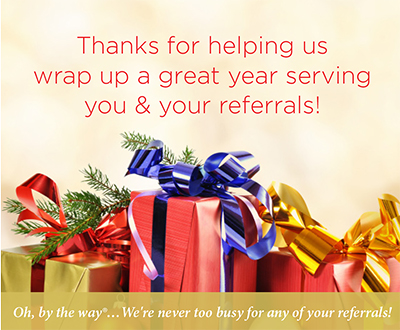 Thanks for helping us
wrap up a great year serving
you & your referrals!
Oh, by the way®… We're never too busy for any of your referrals!